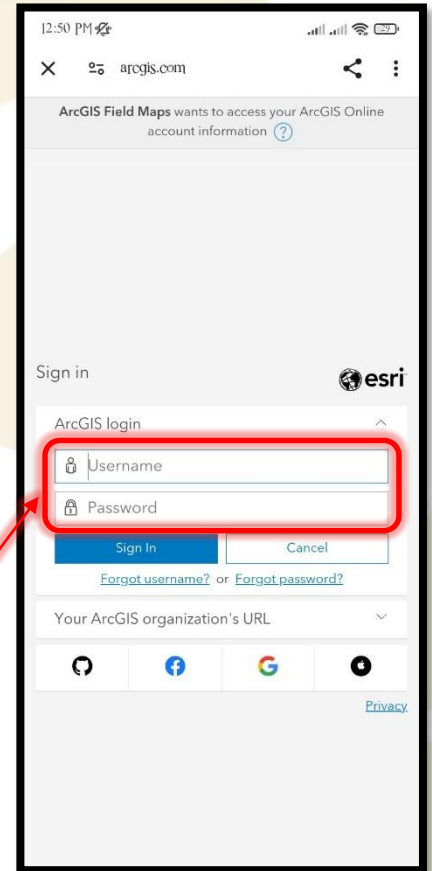 12:50 PM 29
arcgis.com
ArcGIS Field Maps wants to access your ArcGIS Online
account information ?
Sign in esri
ArcGIS login
Username
Password
Sign In Cancel
Forgot username? or Forgot password?
Your ArcGIS organization's URL
Privacy